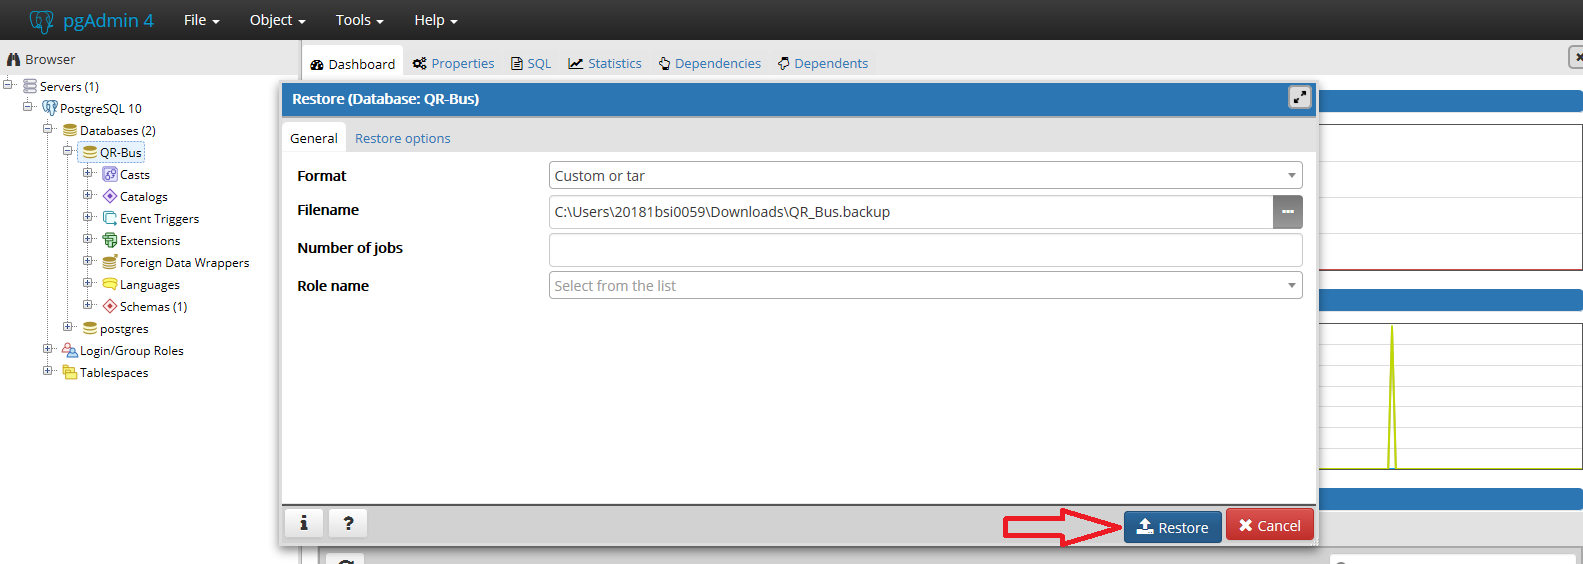 pgAdmin 4 File Object Tools Help
Browser
Dashboard Properties SQL Statistics Dependencies Dependents
Servers (1)
PostgreSQL 10
Databases (2)
QR-Bus
Casts
Catalogs
Event Triggers
Extensions
Foreign Data Wrappers
Languages
Schemas (1)
postgres
Login/Group Roles
Tablespaces
Restore (Database: QR-Bus)
General Restore options
Format Custom or tar
Filename C:\Users\20181bsi0059\Downloads\QR_Bus.backup
Number of jobs
Role name Select from the list
i ? Restore Cancel